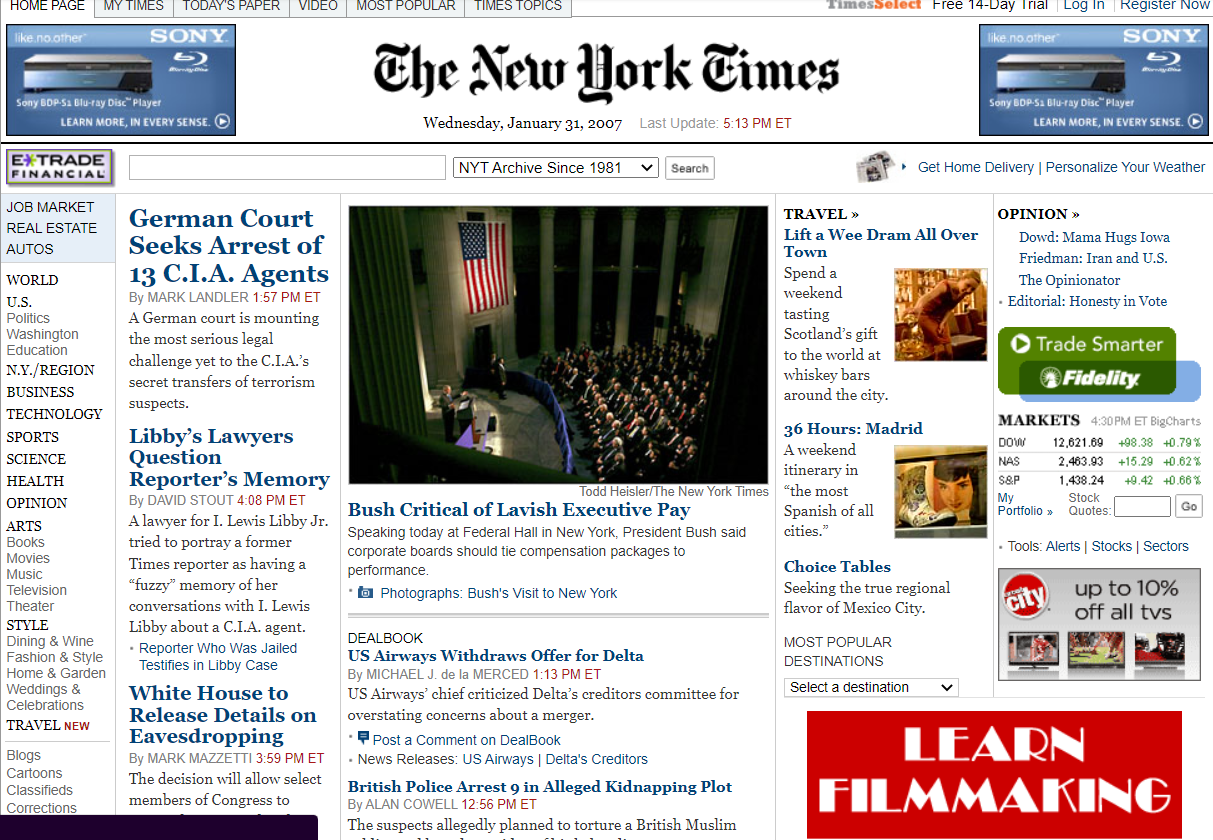 HOME PAGE
MY TIMES
TODAY'S PAPER
VIDEO
MOST POPULAR
TIMES TOPICS
TimesSelect Free 14-Day Trial
Log In
Register Now
like.no.other™
SONY
Blu-ray Disc
Sony BDP-S1 Blu-ray Disc™ Player
LEARN MORE, IN EVERY SENSE.
The New York Times
Wednesday, January 31, 2007 Last Update: 5:13 PM ET
like.no.other™
SONY
Blu-ray Disc
Sony BDP-S1 Blu-ray Disc™ Player
LEARN MORE, IN EVERY SENSE.
E*TRADE
FINANCIAL
NYT Archive Since 1981
Search
Get Home Delivery | Personalize Your Weather
JOB MARKET
REAL ESTATE
AUTOS
WORLD
U.S.
Politics
Washington
Education
N.Y./REGION
BUSINESS
TECHNOLOGY
SPORTS
SCIENCE
HEALTH
OPINION
ARTS
Books
Movies
Music
Television
Theater
STYLE
Dining & Wine
Fashion & Style
Home & Garden
Weddings &
Celebrations
TRAVEL NEW
Blogs
Cartoons
Classifieds
Corrections
German Court
Seeks Arrest of
13 C.I.A. Agents
By MARK LANDLER 1:57 PM ET
A German court is mounting
the most serious legal
challenge yet to the C.I.A.'s
secret transfers of terrorism
suspects.
Libby's Lawyers
Question
Reporter's Memory
By DAVID STOUT 4:08 PM ET
A lawyer for I. Lewis Libby Jr.
tried to portray a former
Times reporter as having a
“fuzzy” memory of her
conversations with I. Lewis
Libby about a C.I.A. agent.
• Reporter Who Was Jailed
Testifies in Libby Case
White House to
Release Details on
Eavesdropping
By MARK MAZZETTI 3:59 PM ET
The decision will allow select
members of Congress to
Todd Heisler/The New York Times
Bush Critical of Lavish Executive Pay
Speaking today at Federal Hall in New York, President Bush said
corporate boards should tie compensation packages to
performance.
• Photographs: Bush's Visit to New York
DEALBOOK
US Airways Withdraws Offer for Delta
By MICHAEL J. de la MERCED 1:13 PM ET
US Airways' chief criticized Delta's creditors committee for
overstating concerns about a merger.
• Post a Comment on DealBook
• News Releases: US Airways | Delta's Creditors
British Police Arrest 9 in Alleged Kidnapping Plot
By ALAN COWELL 12:56 PM ET
The suspects allegedly planned to torture a British Muslim
TRAVEL »
Lift a Wee Dram All Over
Town
Spend a
weekend
tasting
Scotland's gift
to the world at
whiskey bars
around the city.
36 Hours: Madrid
A weekend
itinerary in
“the most
Spanish of all
cities.”
Choice Tables
Seeking the true regional
flavor of Mexico City.
MOST POPULAR
DESTINATIONS
Select a destination
OPINION »
Dowd: Mama Hugs Iowa
Friedman: Iran and U.S.
The Opinionator
• Editorial: Honesty in Vote
Trade Smarter
Fidelity
MARKETS 4:30PM ET BigCharts
DOW 12,621.69 +98.38 +0.79%
NAS 2,463.93 +15.29 +0.62%
S&P 1,438.24 +9.42 +0.66%
My
Portfolio »
Stock
Quotes:
Go
• Tools: Alerts | Stocks | Sectors
circuit
city
up to 10%
off all tvs
LEARN
FILMMAKING